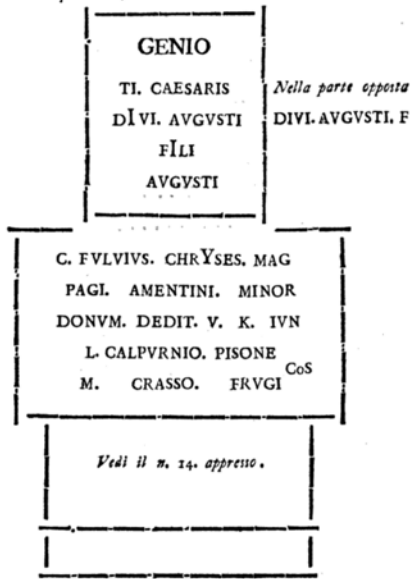 GENIO
TI. CAESARIS
DIVI. AVGVSTI
FILI
AVGVSTI
Nella parte opposta
DIVI. AVGVSTI. F
C. FVLVIVS. CHRYSES. MAG
PAGI. AMENTINI. MINOR
DONVM. DEDIT. V. K. IVN
L. CALPVRNIO. PISONE
M. CRASSO. FRVGI COS
Vedi il n. 14. appresso.